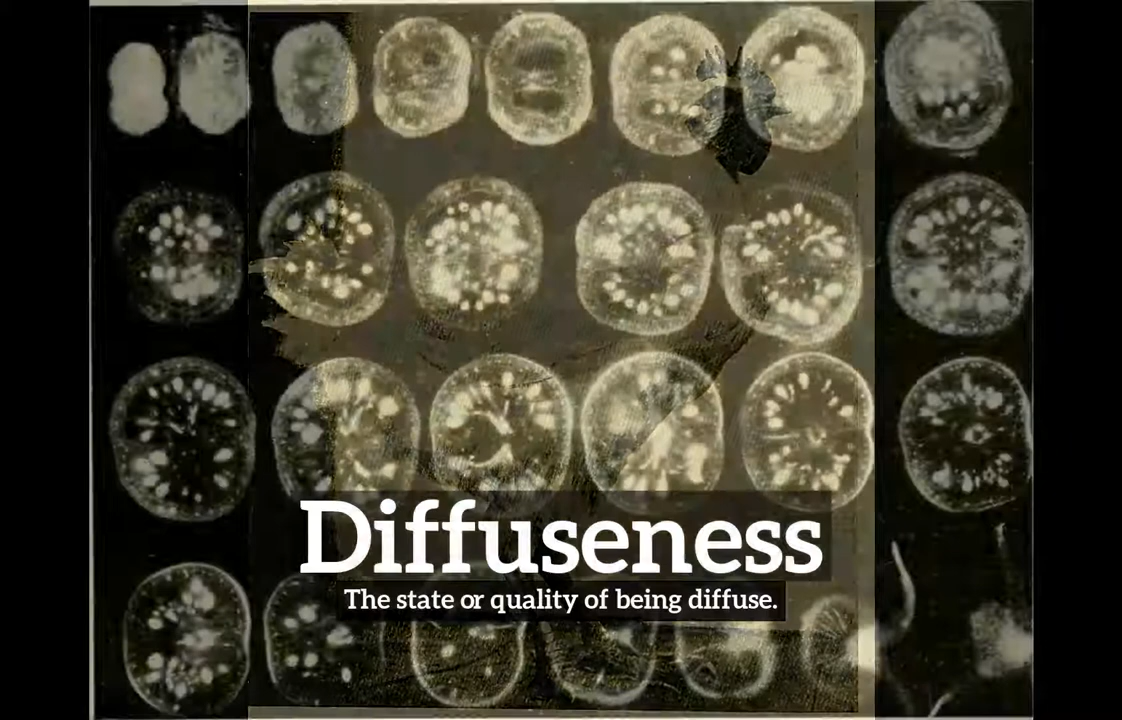 Diffuseness
The state or quality of being diffuse.